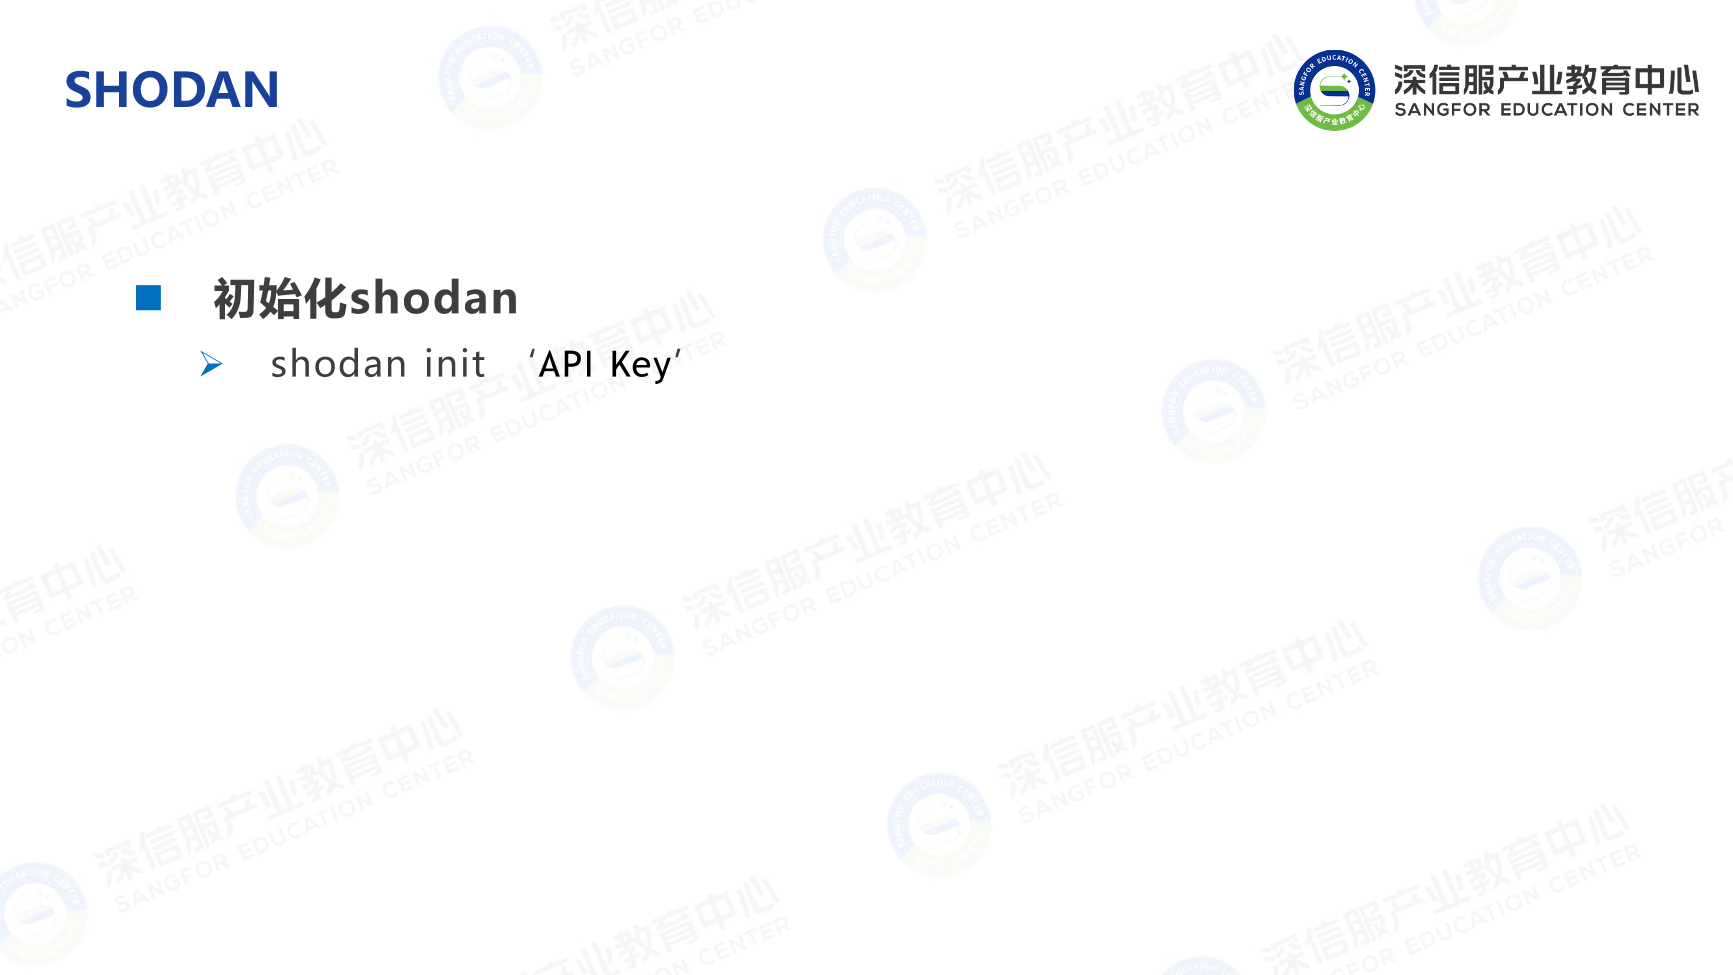 SHODAN
深信服产业教育中心
SANGFOR EDUCATION CENTER
初始化shodan
shodan init ‘API Key’